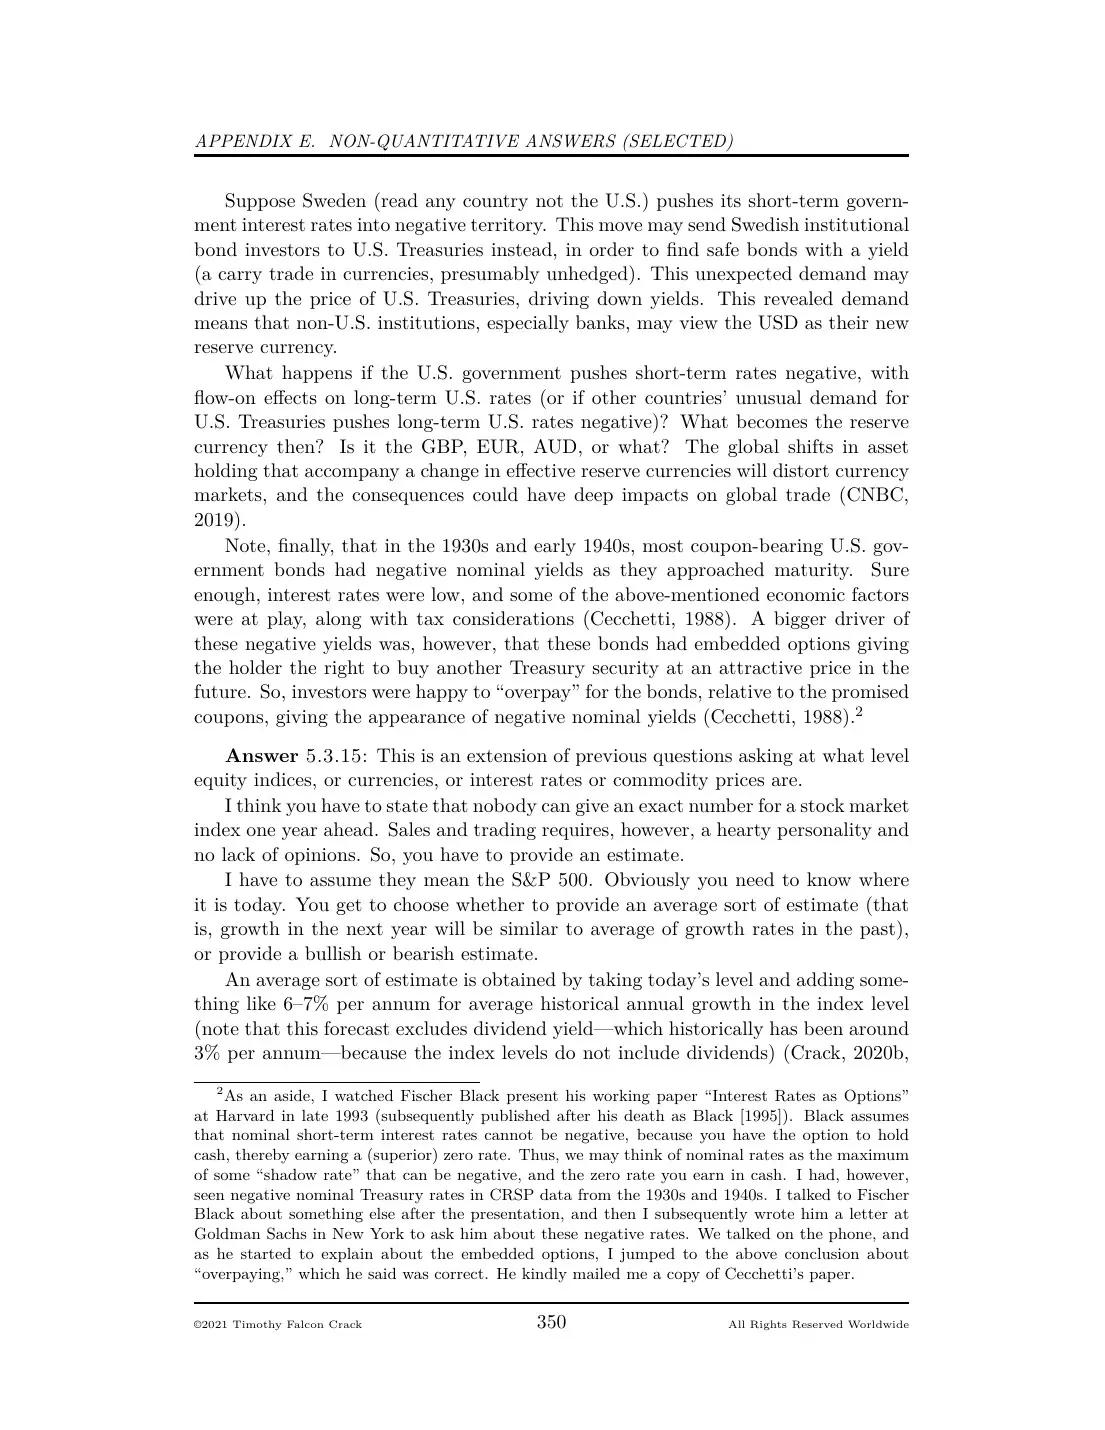 APPENDIX E. NON-QUANTITATIVE ANSWERS (SELECTED)
Suppose Sweden (read any country not the U.S.) pushes its short-term govern-
ment interest rates into negative territory. This move may send Swedish institutional
bond investors to U.S. Treasuries instead, in order to find safe bonds with a yield
(a carry trade in currencies, presumably unhedged). This unexpected demand may
drive up the price of U.S. Treasuries, driving down yields. This revealed demand
means that non-U.S. institutions, especially banks, may view the USD as their new
reserve currency.
What happens if the U.S. government pushes short-term rates negative, with
flow-on effects on long-term U.S. rates (or if other countries' unusual demand for
U.S. Treasuries pushes long-term U.S. rates negative)? What becomes the reserve
currency then? Is it the GBP, EUR, AUD, or what? The global shifts in asset
holding that accompany a change in effective reserve currencies will distort currency
markets, and the consequences could have deep impacts on global trade (CNBC,
2019).
Note, finally, that in the 1930s and early 1940s, most coupon-bearing U.S. gov-
ernment bonds had negative nominal yields as they approached maturity. Sure
enough, interest rates were low, and some of the above-mentioned economic factors
were at play, along with tax considerations (Cecchetti, 1988). A bigger driver of
these negative yields was, however, that these bonds had embedded options giving
the holder the right to buy another Treasury security at an attractive price in the
future. So, investors were happy to “overpay” for the bonds, relative to the promised
coupons, giving the appearance of negative nominal yields (Cecchetti, 1988).2
Answer 5.3.15: This is an extension of previous questions asking at what level
equity indices, or currencies, or interest rates or commodity prices are.
I think you have to state that nobody can give an exact number for a stock market
index one year ahead. Sales and trading requires, however, a hearty personality and
no lack of opinions. So, you have to provide an estimate.
I have to assume they mean the S&P 500. Obviously you need to know where
it is today. You get to choose whether to provide an average sort of estimate (that
is, growth in the next year will be similar to average of growth rates in the past),
or provide a bullish or bearish estimate.
An average sort of estimate is obtained by taking today's level and adding some-
thing like 6–7% per annum for average historical annual growth in the index level
(note that this forecast excludes dividend yield—which historically has been around
3% per annum—because the index levels do not include dividends) (Crack, 2020b,
2As an aside, I watched Fischer Black present his working paper “Interest Rates as Options”
at Harvard in late 1993 (subsequently published after his death as Black [1995]). Black assumes
that nominal short-term interest rates cannot be negative, because you have the option to hold
cash, thereby earning a (superior) zero rate. Thus, we may think of nominal rates as the maximum
of some “shadow rate” that can be negative, and the zero rate you earn in cash. I had, however,
seen negative nominal Treasury rates in CRSP data from the 1930s and 1940s. I talked to Fischer
Black about something else after the presentation, and then I subsequently wrote him a letter at
Goldman Sachs in New York to ask him about these negative rates. We talked on the phone, and
as he started to explain about the embedded options, I jumped to the above conclusion about
“overpaying,” which he said was correct. He kindly mailed me a copy of Cecchetti's paper.
©2021 Timothy Falcon Crack 350 All Rights Reserved Worldwide